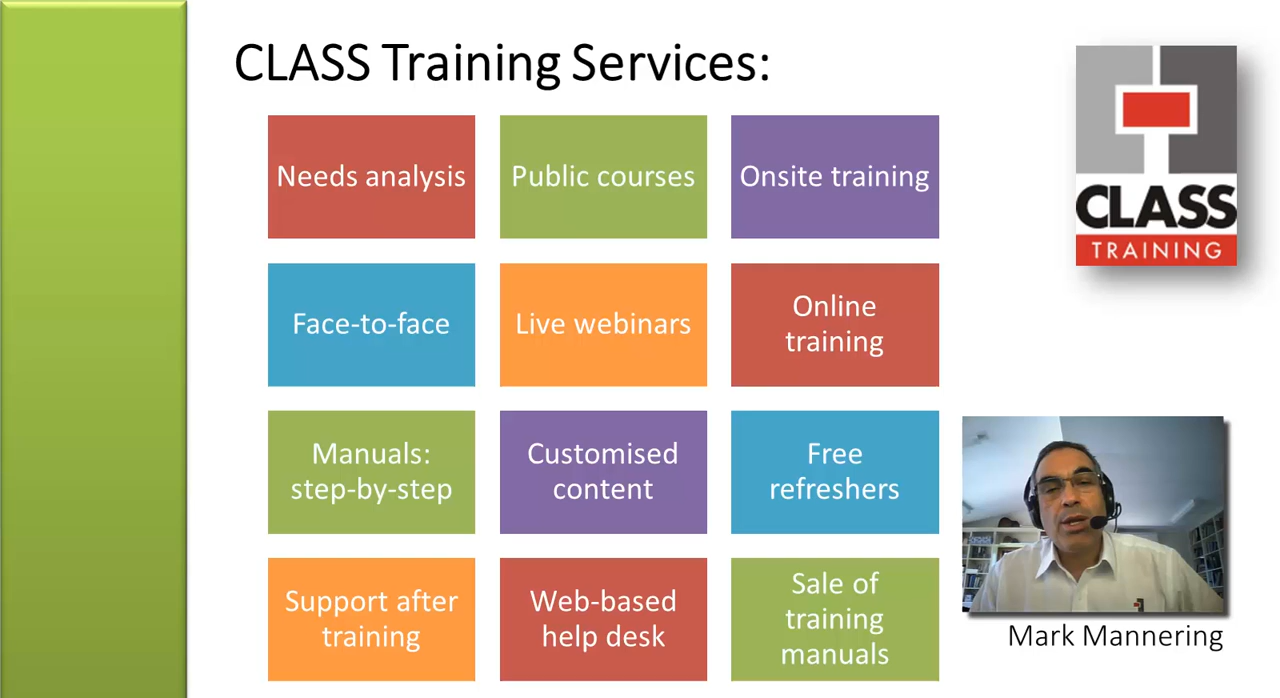 CLASS Training Services:
Needs analysis
Public courses
Onsite training
Face-to-face
Live webinars
Online
training
Manuals:
step-by-step
Customised
content
Free
refreshers
Support after
training
Web-based
help desk
Sale of
training
manuals
CLASS
TRAINING
Mark Mannering